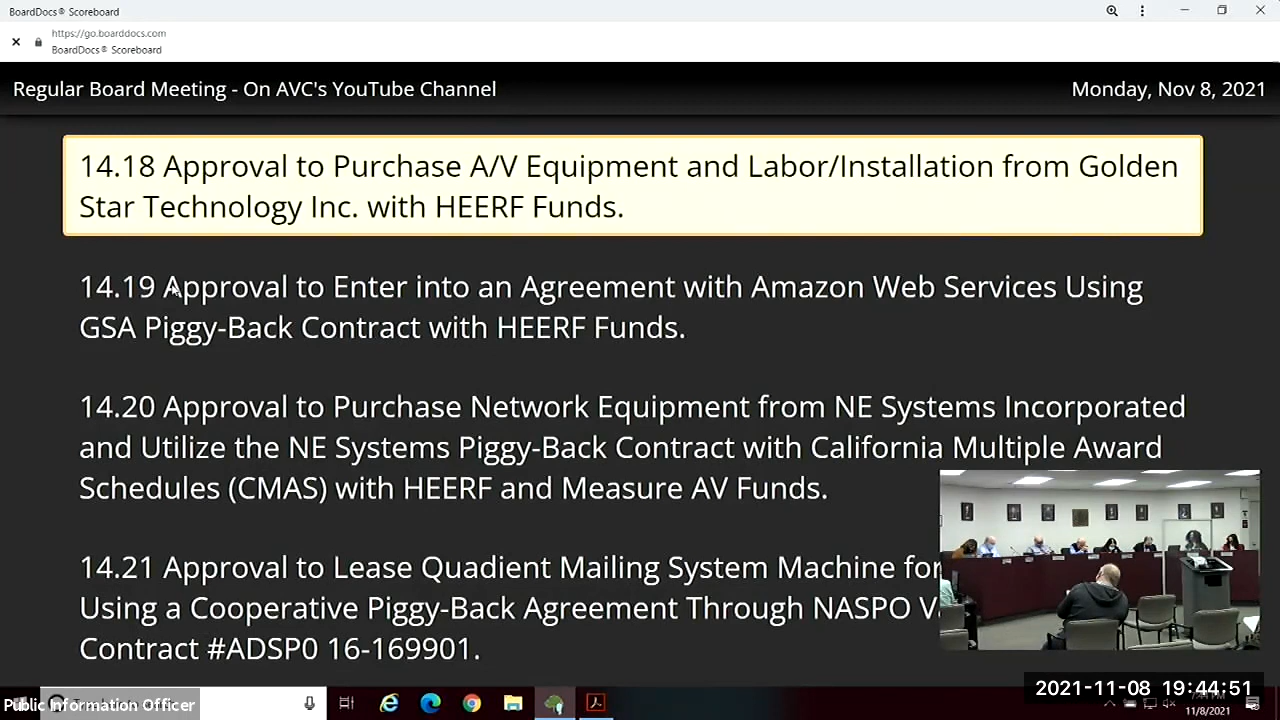 BoardDocs® Scoreboard
https://go.boarddocs.com
BoardDocs® Scoreboard
Regular Board Meeting - On AVC's YouTube Channel
Monday, Nov 8, 2021
14.18 Approval to Purchase A/V Equipment and Labor/Installation from Golden
Star Technology Inc. with HEERF Funds.
14.19 Approval to Enter into an Agreement with Amazon Web Services Using
GSA Piggy-Back Contract with HEERF Funds.
14.20 Approval to Purchase Network Equipment from NE Systems Incorporated
and Utilize the NE Systems Piggy-Back Contract with California Multiple Award
Schedules (CMAS) with HEERF and Measure AV Funds.
14.21 Approval to Lease Quadient Mailing System Machine for
Using a Cooperative Piggy-Back Agreement Through NASPO V
Contract #ADSP0 16-169901.
Public Information Officer
2021-11-08 19:44:51
11/8/2021